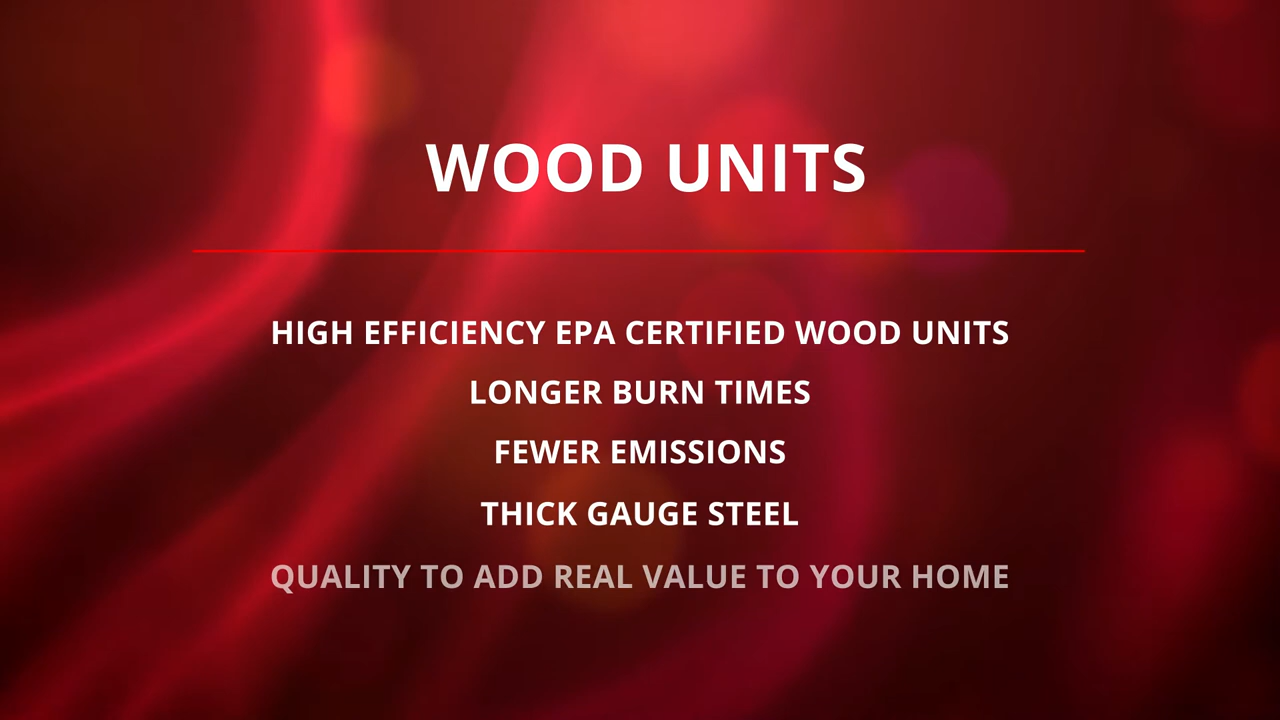 WOOD UNITS
HIGH EFFICIENCY EPA CERTIFIED WOOD UNITS
LONGER BURN TIMES
FEWER EMISSIONS
THICK GAUGE STEEL
QUALITY TO ADD REAL VALUE TO YOUR HOME